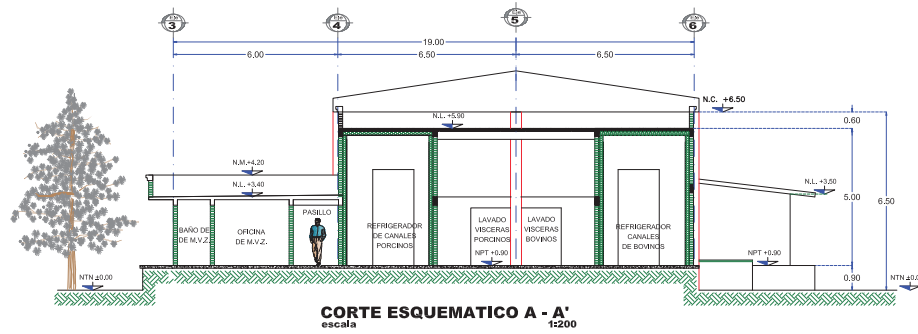 3
4
5
6
19.00
6.00
6.50
6.50
N.C. +6.50
N.L. +5.90
0.60
N.M.+4.20
N.L. +3.40
N.L. +3.50
5.00
6.50
PASILLO
BAÑO DE
DE M.V.Z.
OFICINA
DE M.V.Z.
REFRIGERADOR
DE CANALES
PORCINOS
LAVADO
VISCERAS
PORCINOS
LAVADO
VISCERAS
BOVINOS
REFRIGERADOR
CANALES
DE BOVINOS
NPT +0.90
NPT +0.90
0.90
NTN ±0.00
NTN ±0.0
CORTE ESQUEMATICO A - A'
escala 1:200